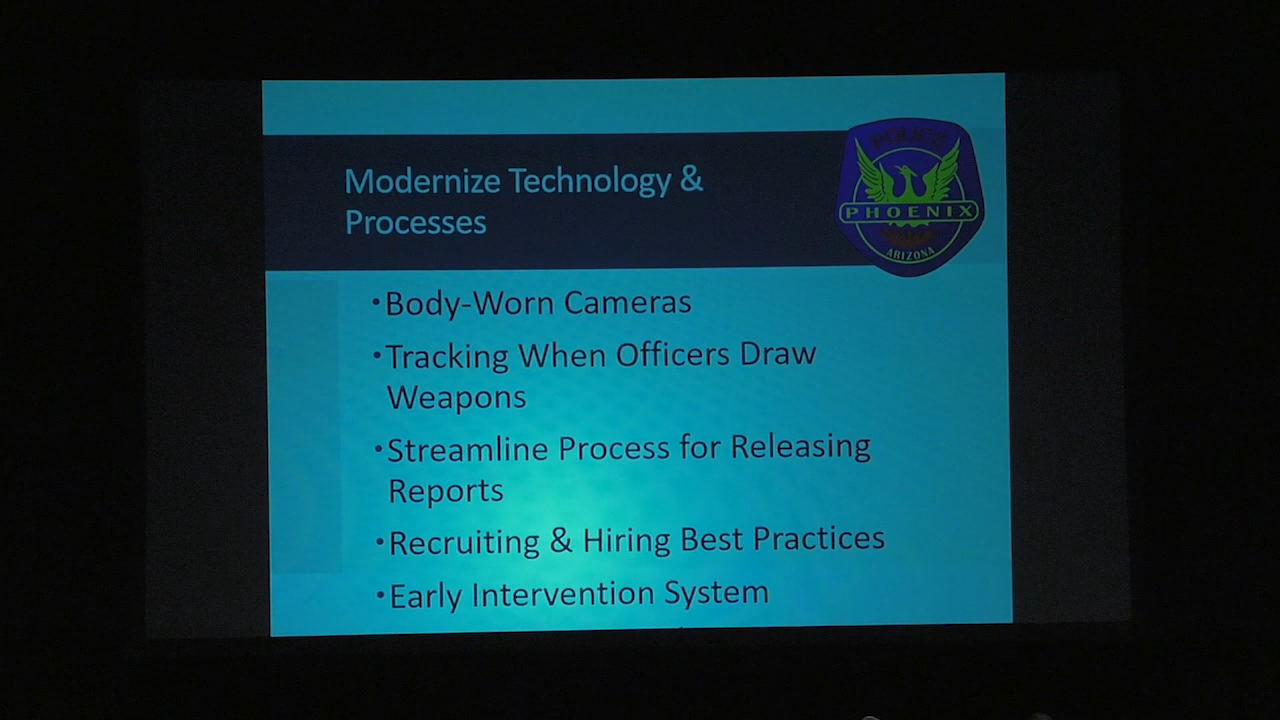 Modernize Technology &
Processes
POLICE
PHOENIX
ARIZONA
•Body-Worn Cameras
•Tracking When Officers Draw
Weapons
•Streamline Process for Releasing
Reports
•Recruiting & Hiring Best Practices
•Early Intervention System